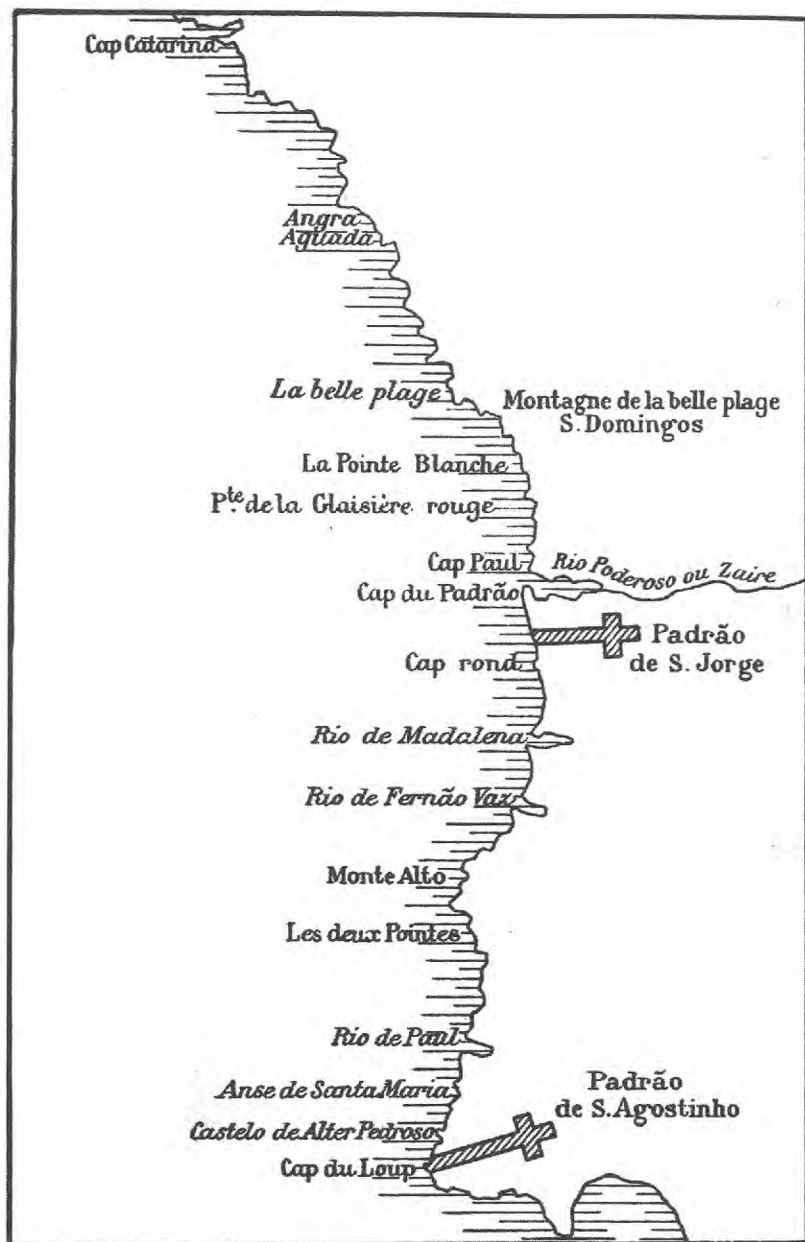 Cap Catarina
Angra
Aguada
La belle plage
Montagne de la belle plage
S. Domingos
La Pointe Blanche
Pte. de la Glaisière rouge
Cap Paul
Rio Poderoso ou Zaire
Cap du Padrão
Padrão
de S. Jorge
Cap rond
Rio de Madalena
Rio de Fernão Vaz
Monte Alto
Les deux Pointes
Rio de Paul
Anse de Santa Maria
Padrão
de S. Agostinho
Castelo de Alter Pedroso
Cap du Loup